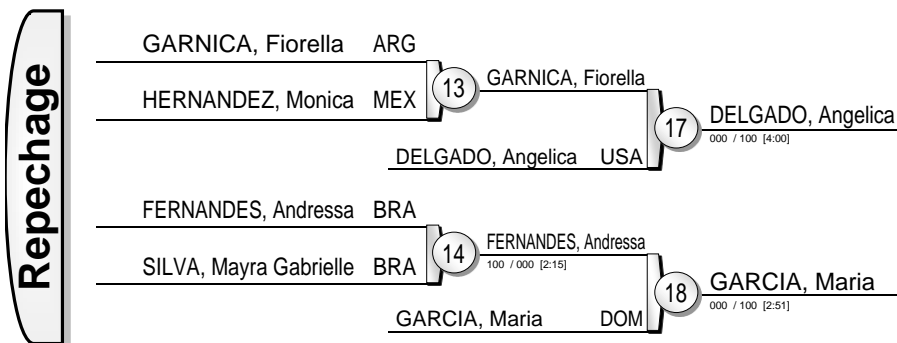 Repechage
GARNICA, Fiorella ARG
HERNANDEZ, Monica MEX
13
GARNICA, Fiorella
DELGADO, Angelica USA
17
DELGADO, Angelica
000 / 100 [4:00]
FERNANDES, Andressa BRA
SILVA, Mayra Gabrielle BRA
14
FERNANDES, Andressa
100 / 000 [2:15]
GARCIA, Maria DOM
18
GARCIA, Maria
000 / 100 [2:51]